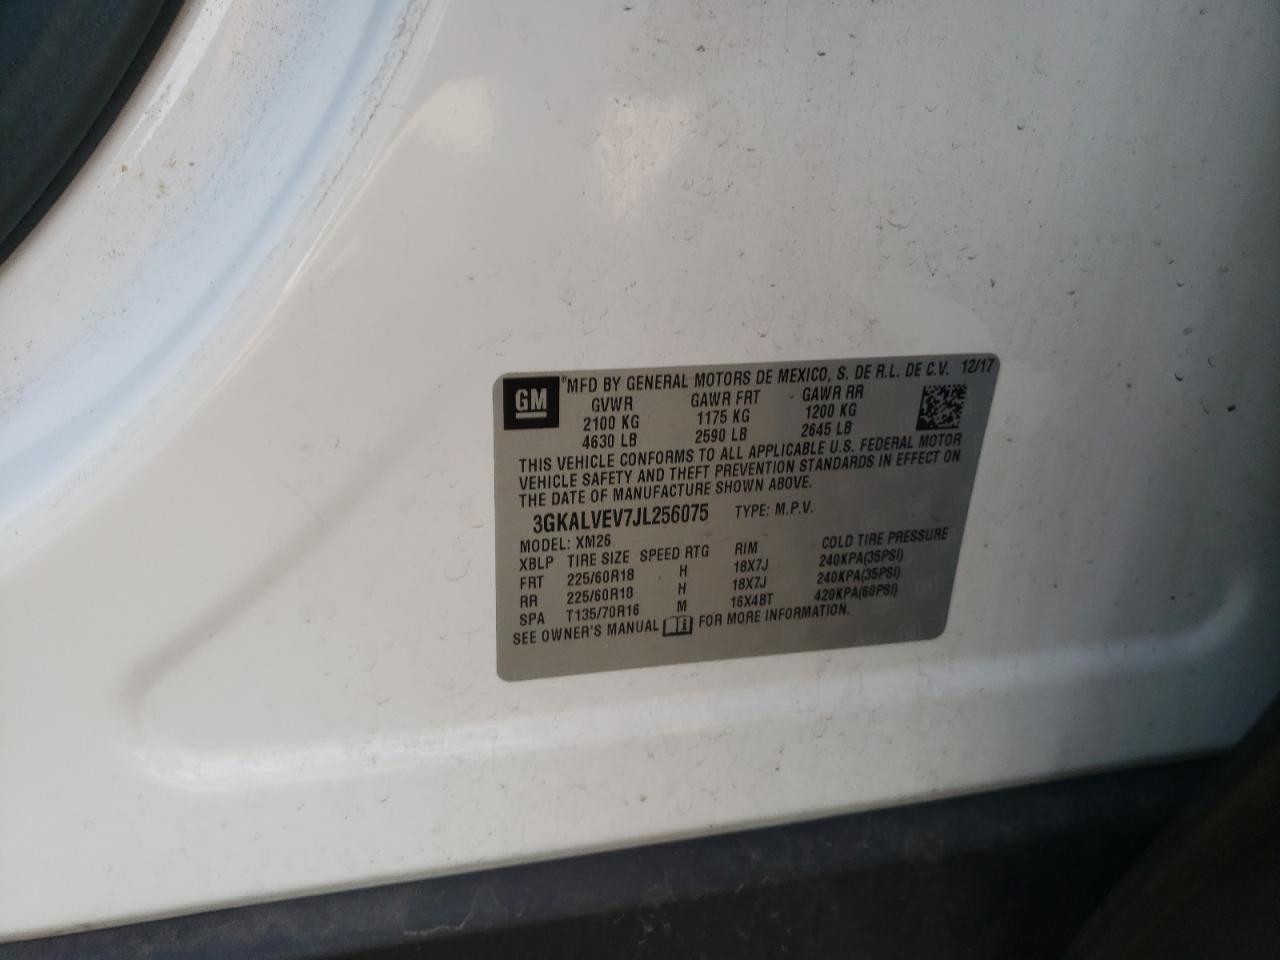 GM
MFD BY GENERAL MOTORS DE MEXICO, S. DE R.L. DE C.V. 12/17
GVWR GAWR FRT GAWR RR
2100 KG 1175 KG 1200 KG
4630 LB 2590 LB 2645 LB
THIS VEHICLE CONFORMS TO ALL APPLICABLE U.S. FEDERAL MOTOR
VEHICLE SAFETY AND THEFT PREVENTION STANDARDS IN EFFECT ON
THE DATE OF MANUFACTURE SHOWN ABOVE.
3GKALVEV7JL256075 TYPE: M.P.V.
MODEL: XM26
XBLP TIRE SIZE SPEED RTG RIM COLD TIRE PRESSURE
FRT 225/60R18 H 18X7J 240KPA(35PSI)
RR 225/60R18 H 18X7J 240KPA(35PSI)
SPA T135/70R16 M 16X4BT 420KPA(60PSI)
SEE OWNER'S MANUAL FOR MORE INFORMATION.